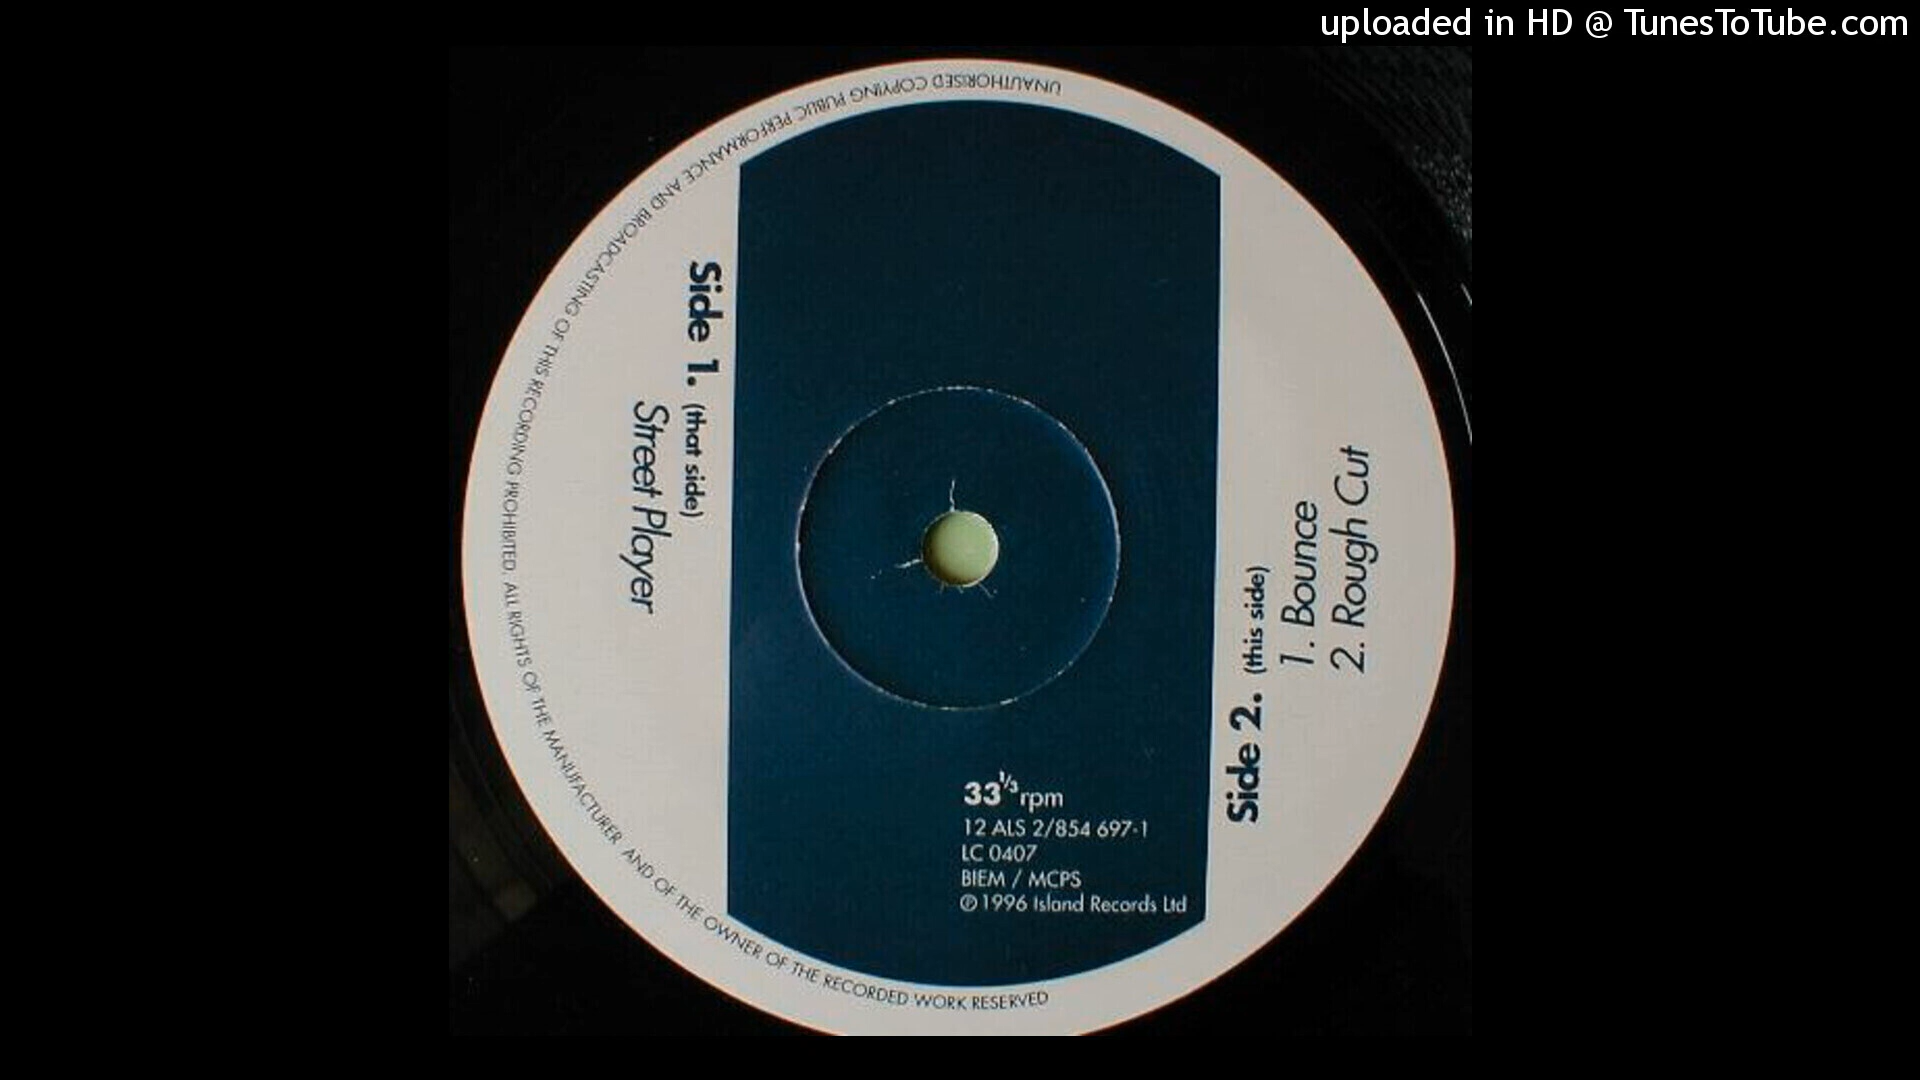 uploaded in HD @ TunesToTube.com
UNAUTHORISED COPYING PUBLIC PERFORMANCE AND BROADCASTING OF THIS RECORDING PROHIBITED. ALL RIGHTS OF THE MANUFACTURER AND OF THE OWNER OF THE RECORDED WORK RESERVED
Side 1. (that side)
Street Player
Side 2. (this side)
1. Bounce
2. Rough Cut
33 1/3 rpm
12 ALS 2/854 697-1
LC 0407
BIEM / MCPS
℗ 1996 Island Records Ltd